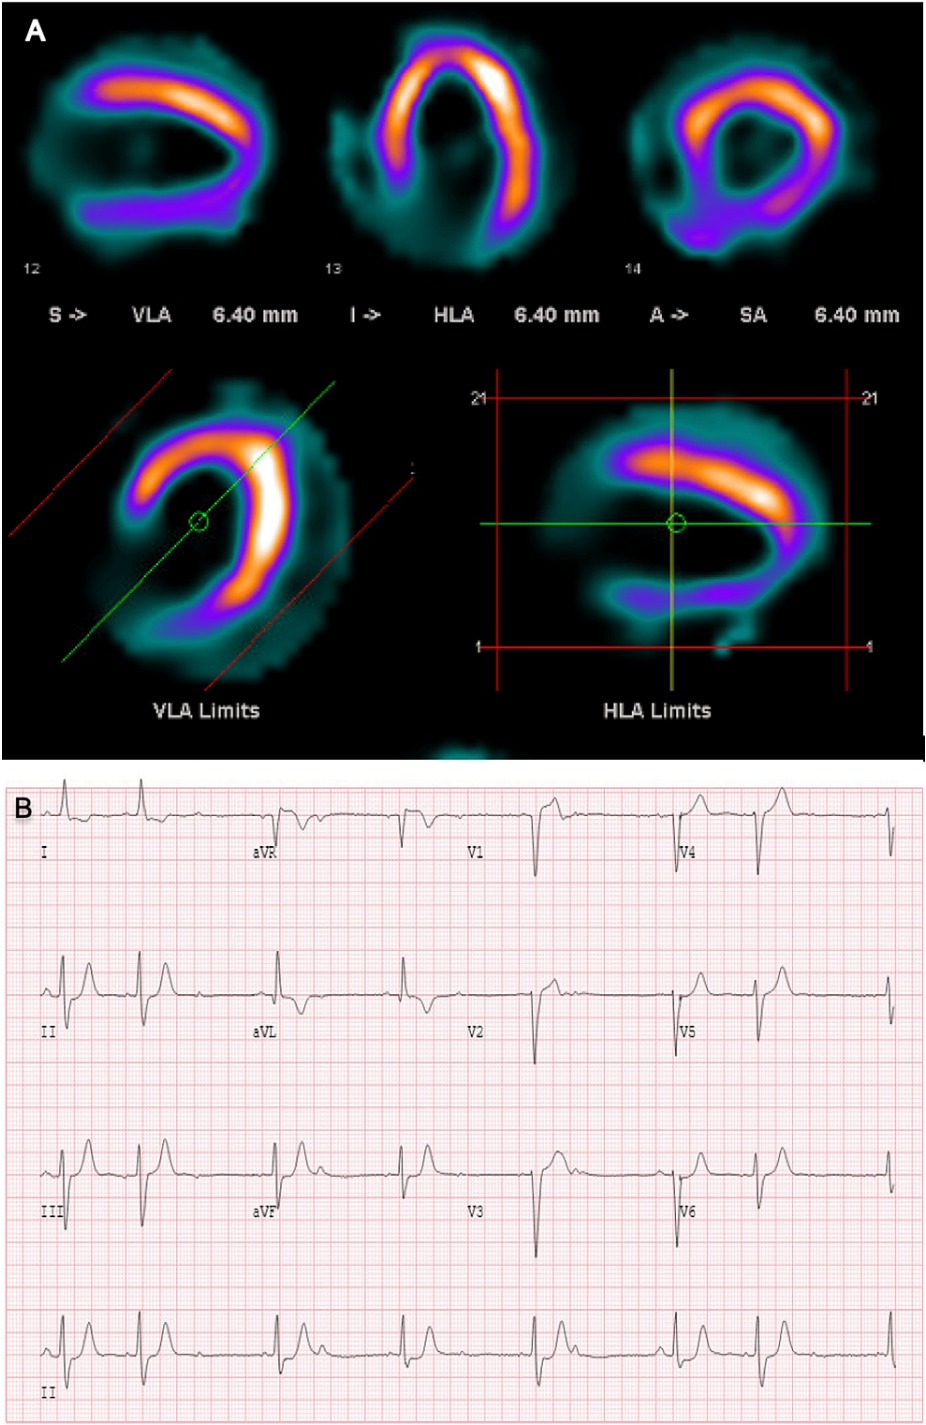 A
12
13
14
S -> VLA 6.40 mm I -> HLA 6.40 mm A -> SA 6.40 mm
21 21
1 1
VLA Limits HLA Limits
B
I aVR V1 V4
II aVL V2 V5
III aVF V3 V6
II